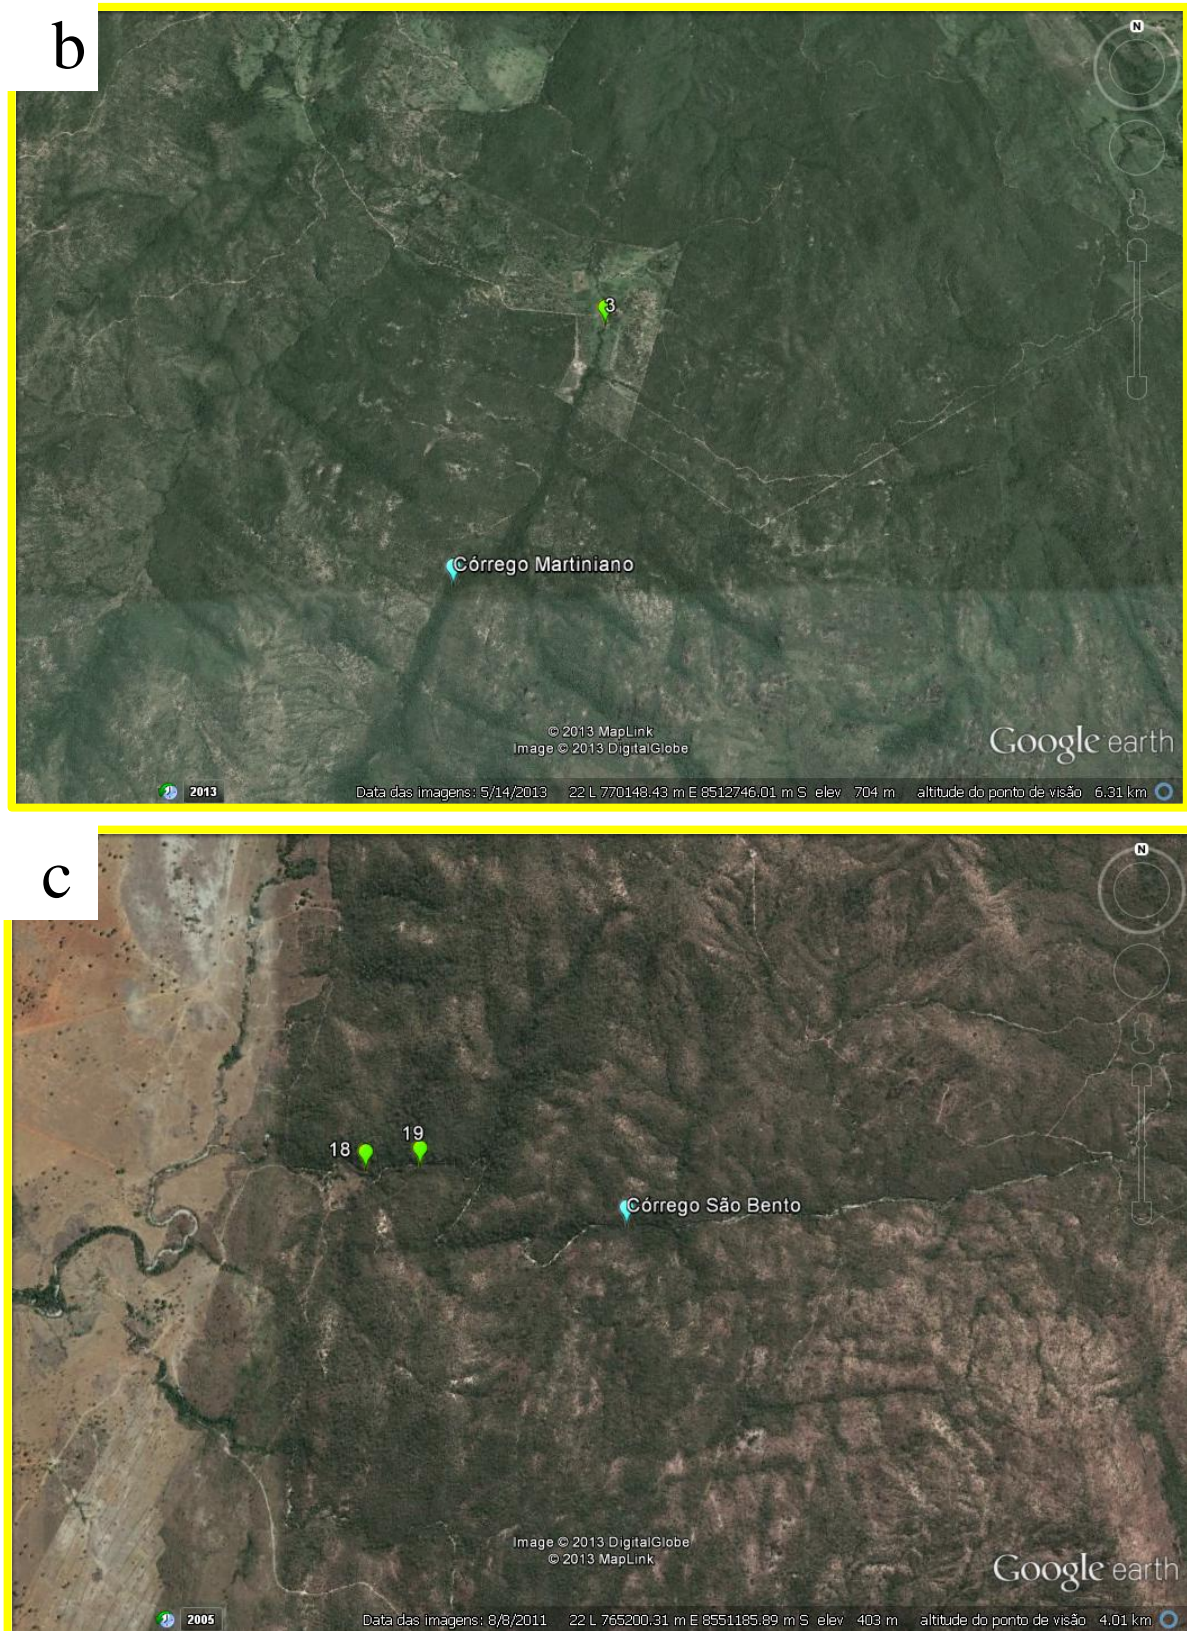 b
N
3
Córrego Martiniano
© 2013 MapLink
Image © 2013 DigitalGlobe
Google earth
2013
Data das imagens: 5/14/2013 22 L 770148.43 m E 8512746.01 m S elev 704 m altitude do ponto de visão 6.31 km
c
N
19
18
Córrego São Bento
Image © 2013 DigitalGlobe
© 2013 MapLink
Google earth
2005
Data das imagens: 8/8/2011 22 L 765200.31 m E 8551185.89 m S elev 403 m altitude do ponto de visão 4.01 km